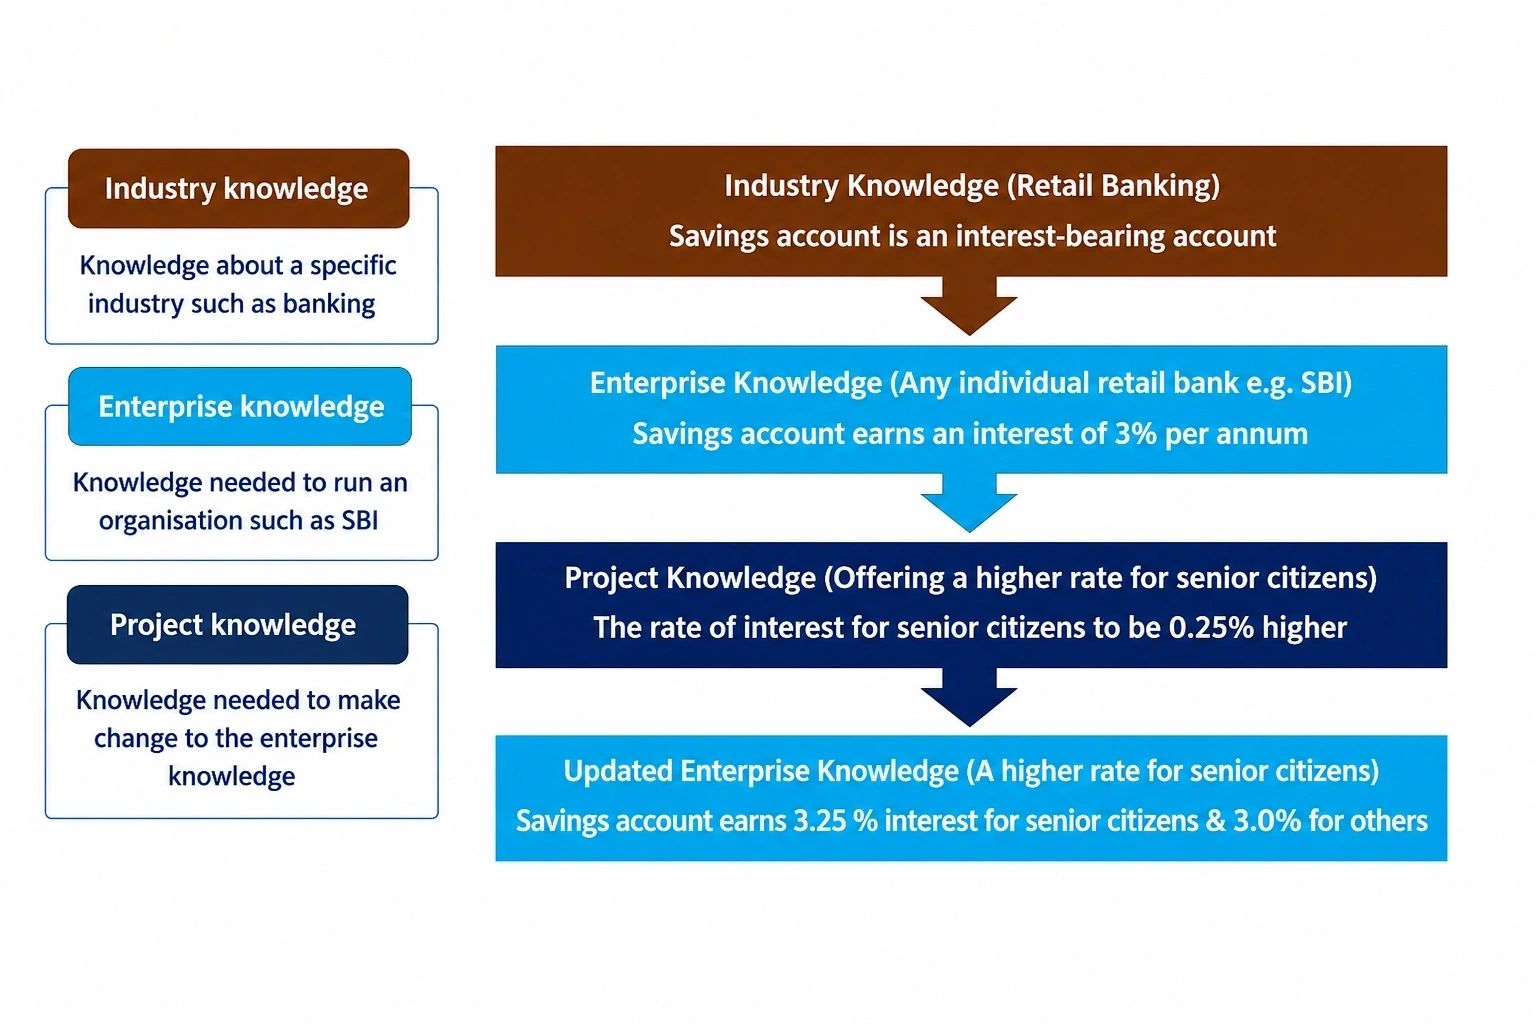 Industry knowledge
Knowledge about a specific
industry such as banking
Enterprise knowledge
Knowledge needed to run an
organisation such as SBI
Project knowledge
Knowledge needed to make
change to the enterprise
knowledge
Industry Knowledge (Retail Banking)
Savings account is an interest-bearing account
Enterprise Knowledge (Any individual retail bank e.g. SBI)
Savings account earns an interest of 3% per annum
Project Knowledge (Offering a higher rate for senior citizens)
The rate of interest for senior citizens to be 0.25% higher
Updated Enterprise Knowledge (A higher rate for senior citizens)
Savings account earns 3.25 % interest for senior citizens & 3.0% for others